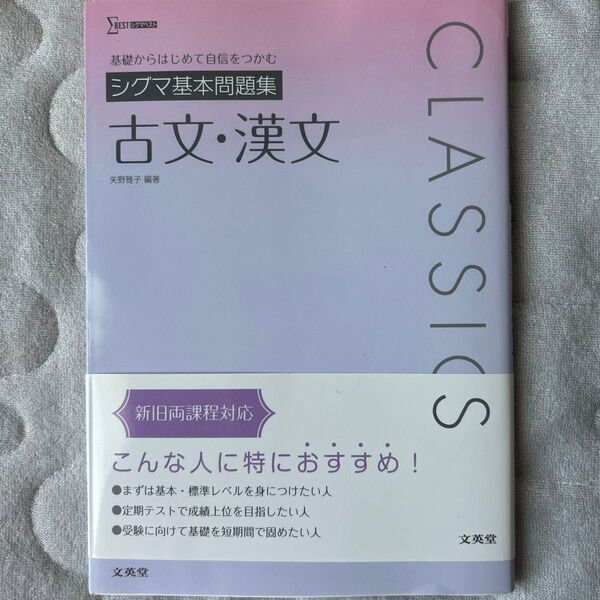 ΣBEST シグマベスト
基礎からはじめて自信をつかむ
シグマ基本問題集
古文・漢文
矢野雅子 編著
CLASSICS
新旧両課程対応
こんな人に特におすすめ！
●まずは基本・標準レベルを身につけたい人
●定期テストで成績上位を目指したい人
●受験に向けて基礎を短期間で固めたい人
文英堂
文英堂